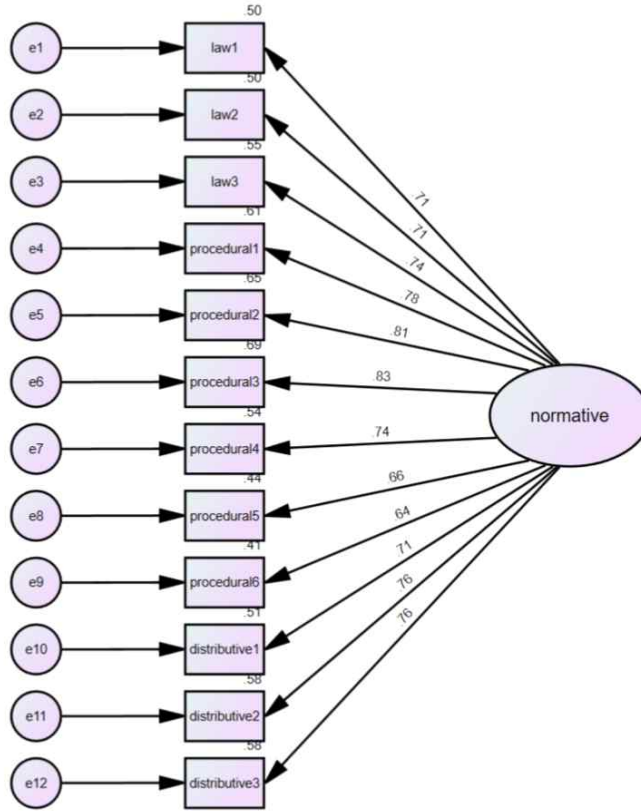 .50
e1 law1
.50
e2 law2
.55
e3 law3
.61
e4 procedural1
.65
e5 procedural2
.69
e6 procedural3
.54
e7 procedural4
.44
e8 procedural5
.41
e9 procedural6
.51
e10 distributive1
.58
e11 distributive2
.58
e12 distributive3
.71
.71
.74
.78
.81
.83
.74
.66
.64
.71
.76
.76
normative